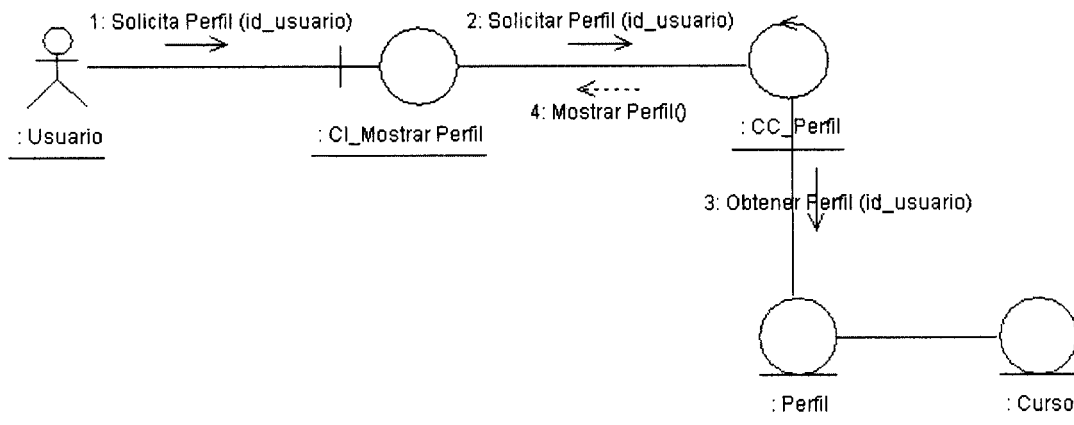 1: Solicita Perfil (id_usuario)
2: Solicitar Perfil (id_usuario)
4: Mostrar Perfil()
: Usuario
: CI_Mostrar Perfil
: CC_Perfil
3: Obtener Perfil (id_usuario)
: Perfil
: Curso